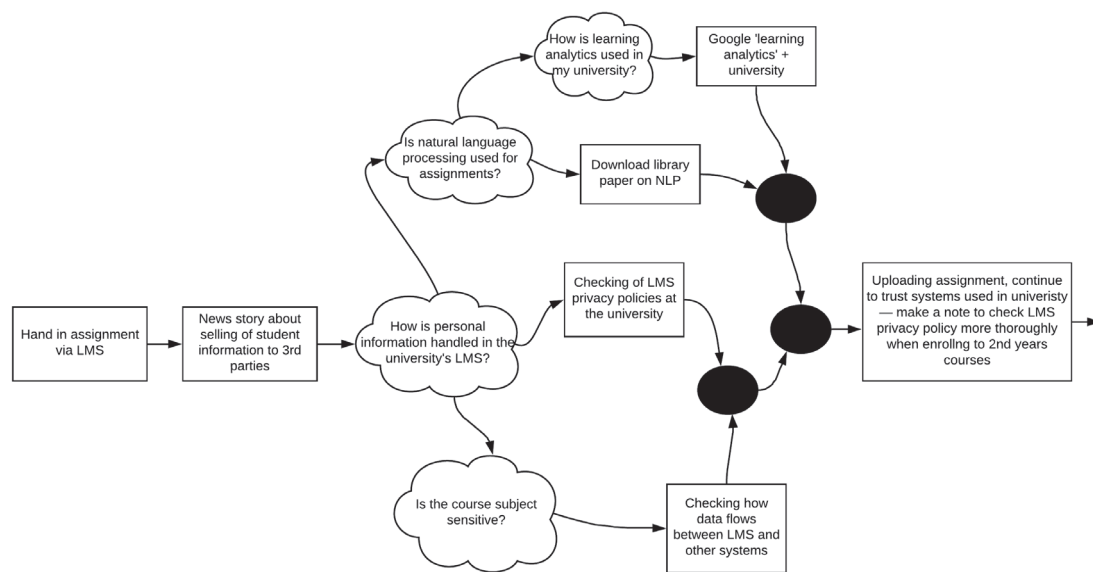 How is learning
analytics used in
my university?
Google 'learning
analytics' +
university
Is natural language
processing used for
assignments?
Download library
paper on NLP
Hand in assignment
via LMS
News story about
selling of student
information to 3rd
parties
How is personal
information handled in the
university's LMS?
Checking of LMS
privacy policies at
the university
Uploading assignment, continue
to trust systems used in univeristy
— make a note to check LMS
privacy policy more thoroughly
when enrollng to 2nd years
courses
Is the course subject
sensitive?
Checking how
data flows
between LMS and
other systems